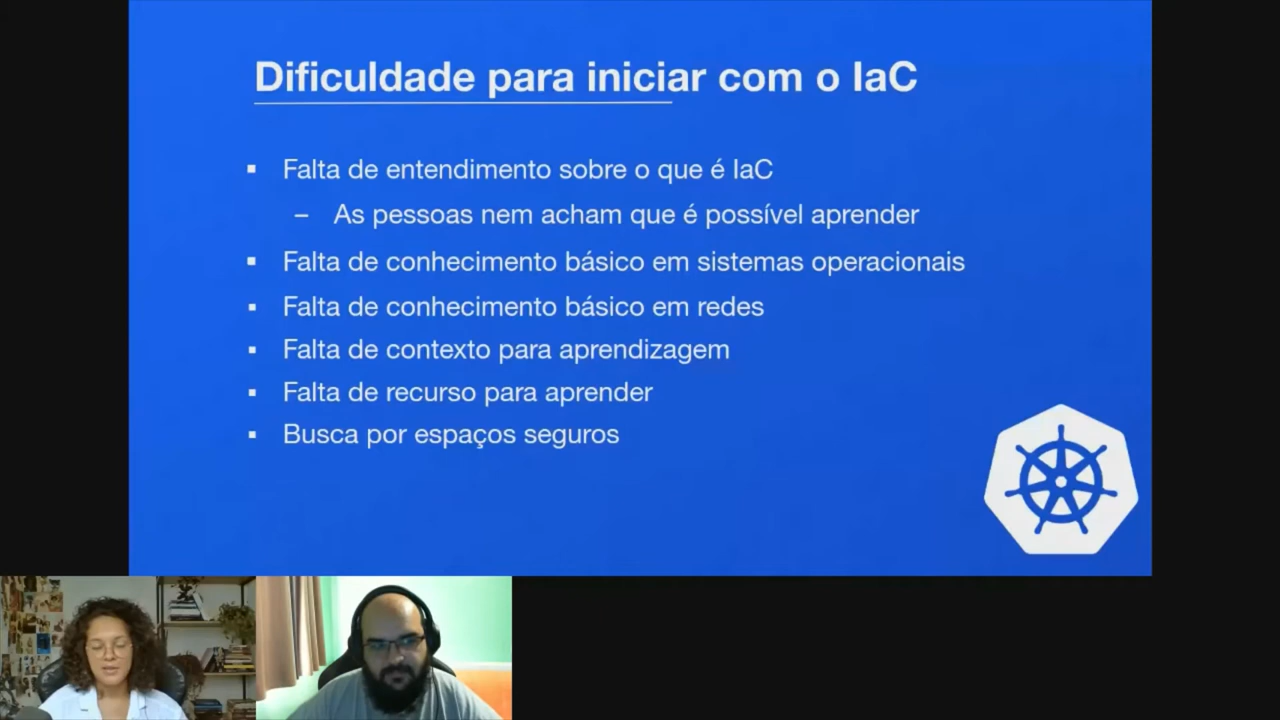 Dificuldade para iniciar com o IaC
Falta de entendimento sobre o que é IaC
As pessoas nem acham que é possível aprender
Falta de conhecimento básico em sistemas operacionais
Falta de conhecimento básico em redes
Falta de contexto para aprendizagem
Falta de recurso para aprender
Busca por espaços seguros